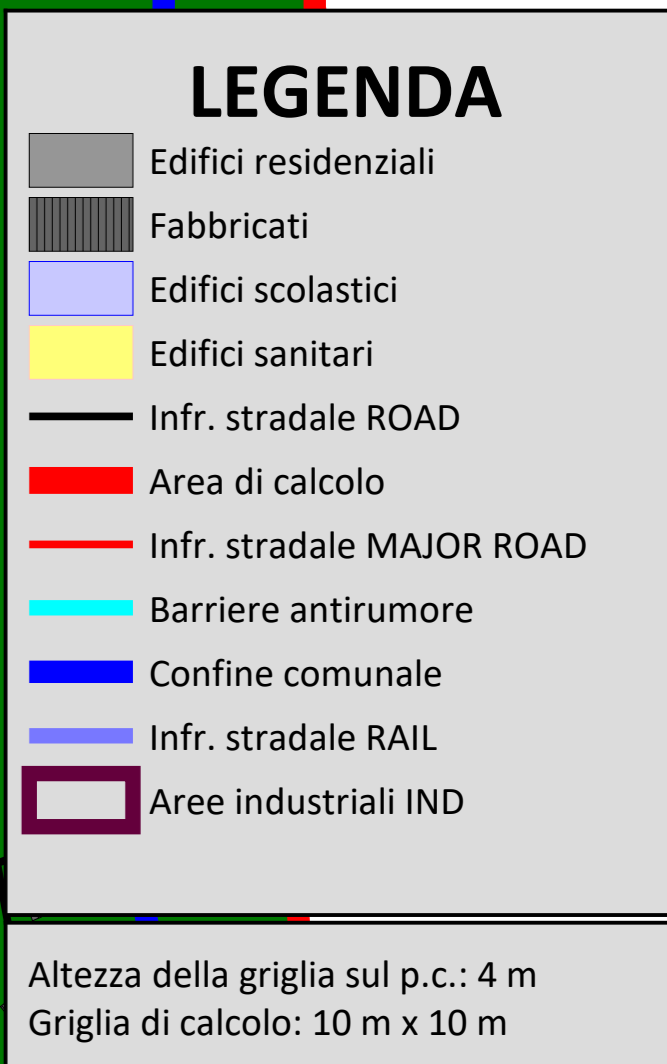 LEGENDA
Edifici residenziali
Fabbricati
Edifici scolastici
Edifici sanitari
Infr. stradale ROAD
Area di calcolo
Infr. stradale MAJOR ROAD
Barriere antirumore
Confine comunale
Infr. stradale RAIL
Aree industriali IND
Altezza della griglia sul p.c.: 4 m
Griglia di calcolo: 10 m x 10 m